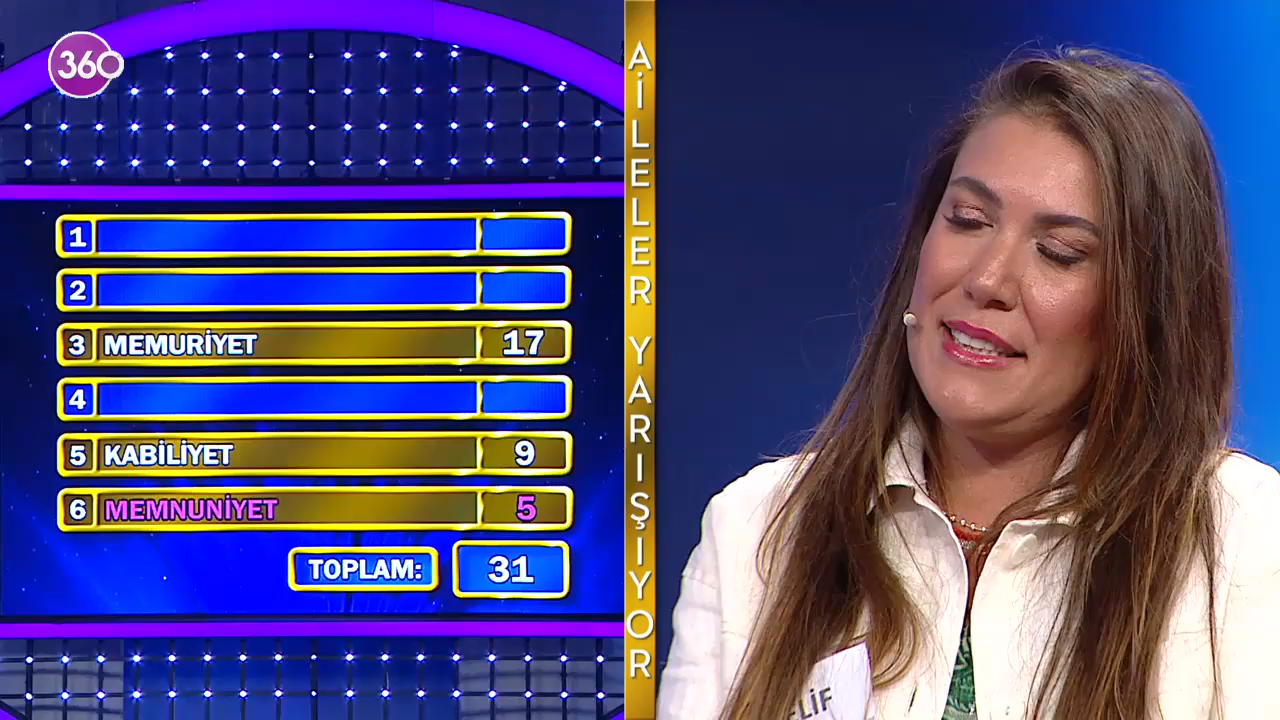 360
1
2
3 MEMURİYET 17
4
5 KABİLİYET 9
6 MEMNUNİYET 5
TOPLAM: 31
AİLELER YARIŞIYOR